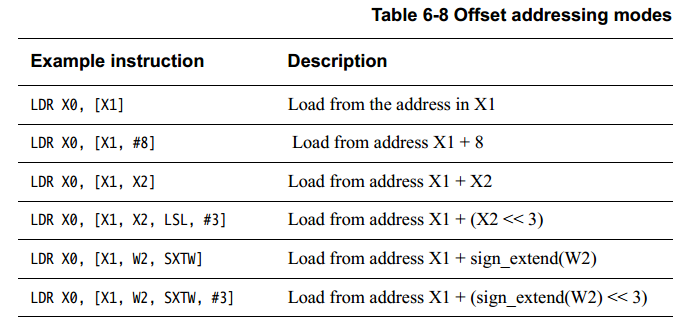 Table 6-8 Offset addressing modes
Example instruction Description
LDR X0, [X1] Load from the address in X1
LDR X0, [X1, #8] Load from address X1 + 8
LDR X0, [X1, X2] Load from address X1 + X2
LDR X0, [X1, X2, LSL, #3] Load from address X1 + (X2 << 3)
LDR X0, [X1, W2, SXTW] Load from address X1 + sign_extend(W2)
LDR X0, [X1, W2, SXTW, #3] Load from address X1 + (sign_extend(W2) << 3)